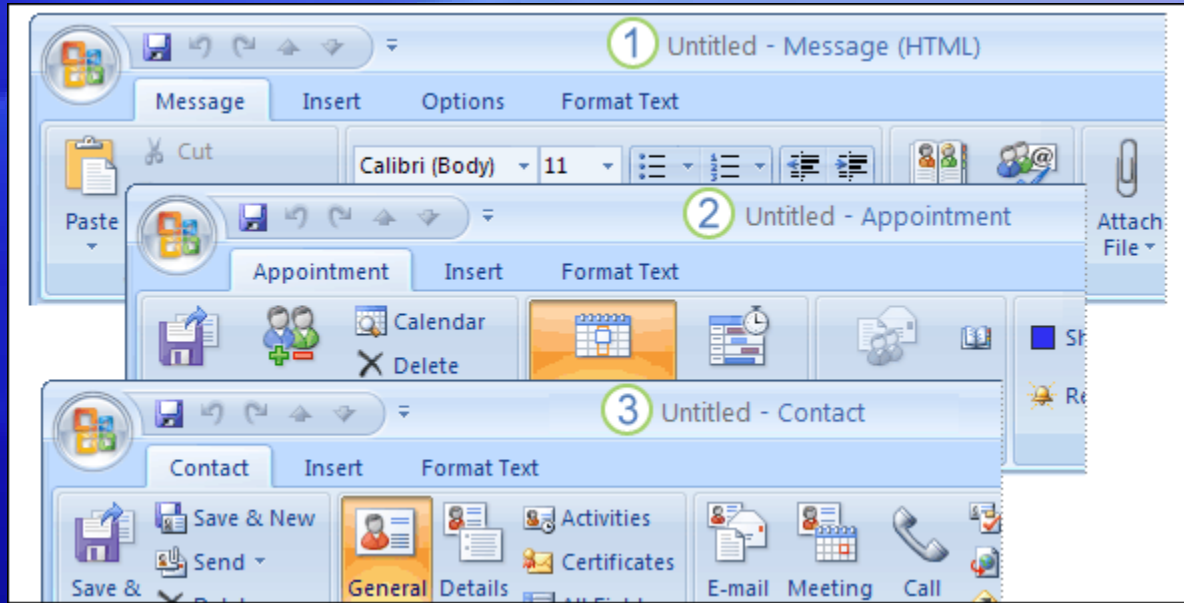 1 Untitled - Message (HTML)
Message Insert Options Format Text
Cut
Calibri (Body) 11
Paste
Attach
File
2 Untitled - Appointment
Appointment Insert Format Text
Calendar
Delete
3 Untitled - Contact
Contact Insert Format Text
Save & New Activities
Send Certificates
Save & General Details E-mail Meeting Call